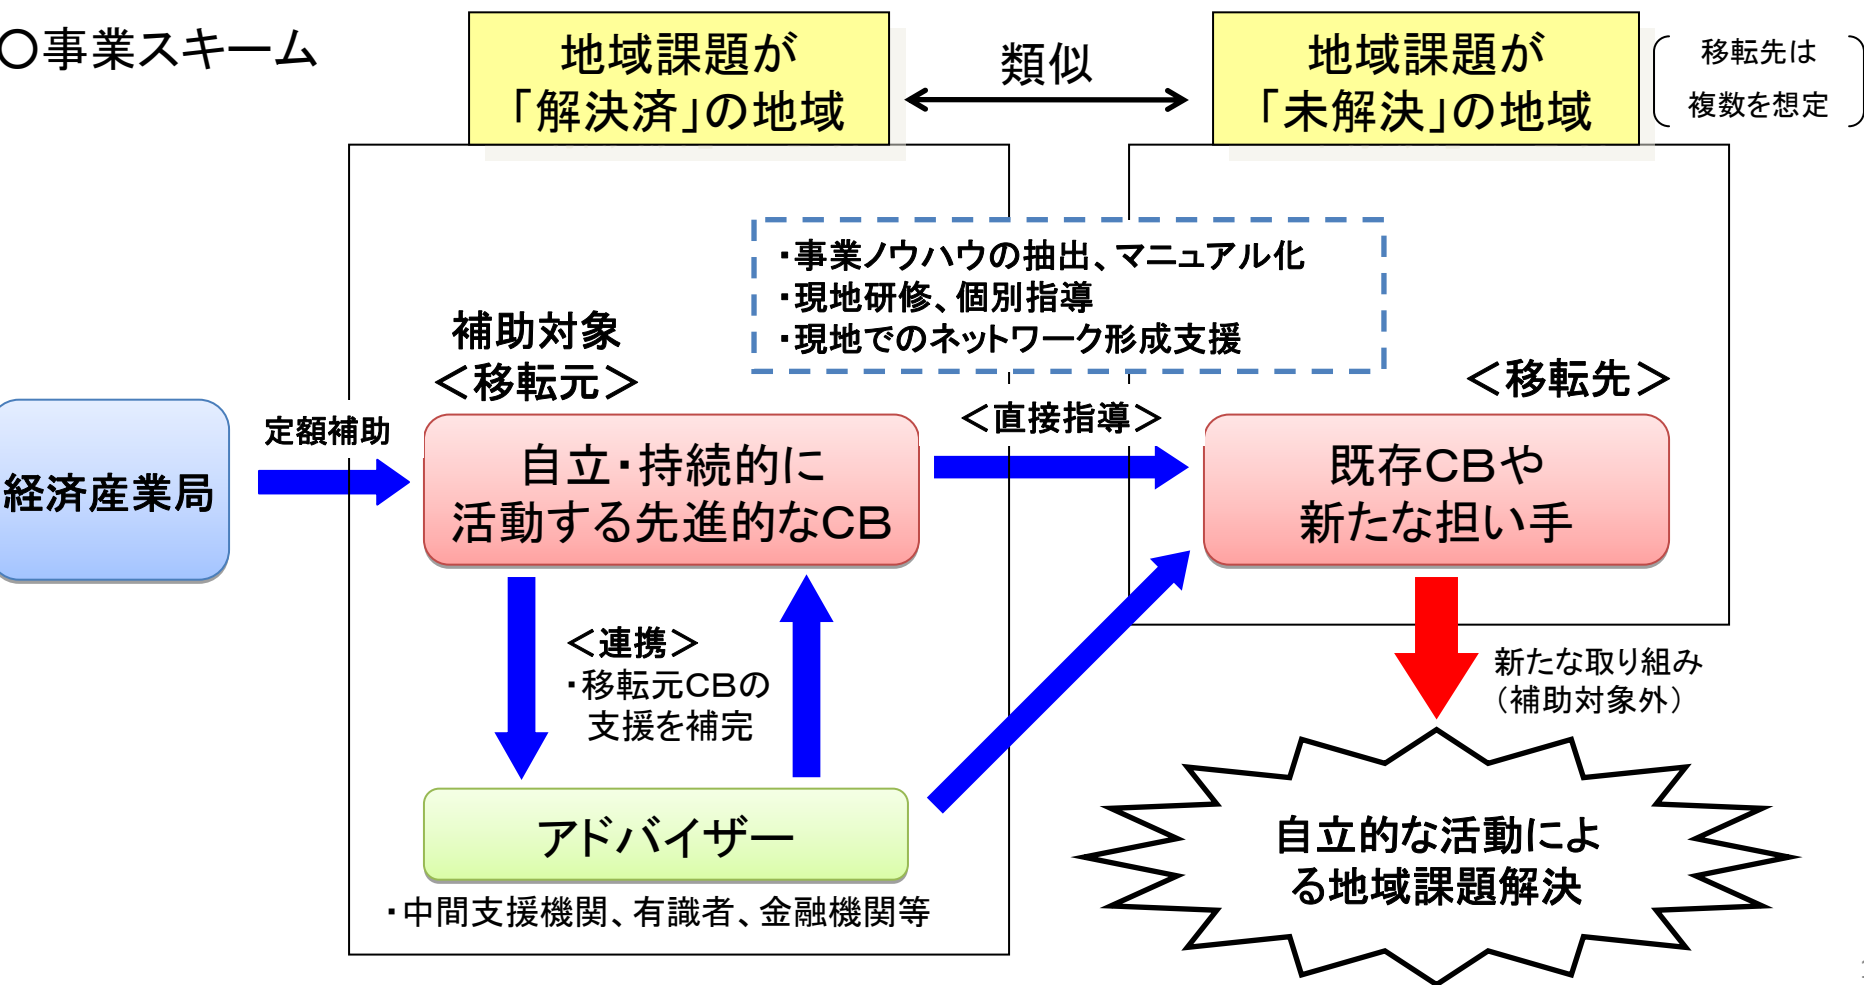 ○事業スキーム
地域課題が
「解決済」の地域
類似
地域課題が
「未解決」の地域
移転先は
複数を想定
・事業ノウハウの抽出、マニュアル化
・現地研修、個別指導
・現地でのネットワーク形成支援
補助対象
＜移転元＞
＜移転先＞
定額補助
＜直接指導＞
経済産業局
自立・持続的に
活動する先進的なCB
既存CBや
新たな担い手
＜連携＞
・移転元CBの
支援を補完
新たな取り組み
（補助対象外）
アドバイザー
・中間支援機関、有識者、金融機関等
自立的な活動によ
る地域課題解決